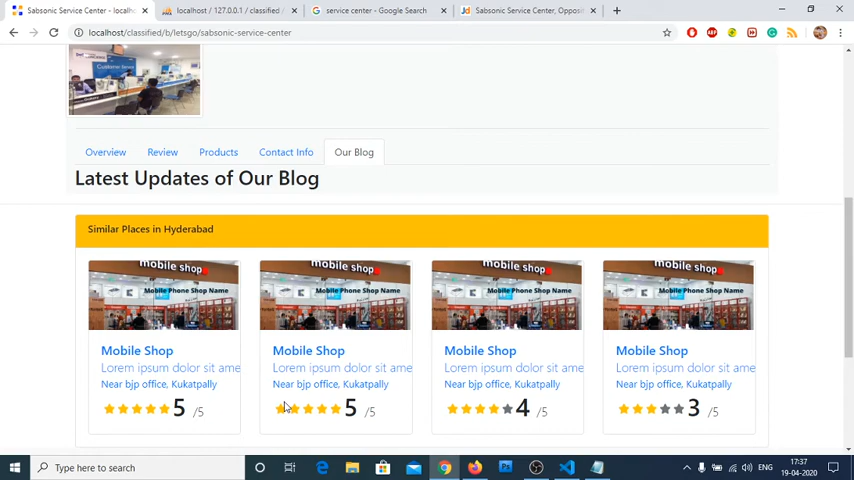 Sabsonic Service Center - localh
localhost / 127.0.0.1 / classified /
service center - Google Search
Sabsonic Service Center, Opposi
localhost/classified/b/letsgo/sabsonic-service-center
Overview Review Products Contact Info Our Blog
Latest Updates of Our Blog
Similar Places in Hyderabad
mobile shop mobile shop mobile shop mobile shop
Mobile Phone Shop Name Mobile Phone Shop Name Mobile Phone Shop Name Mobile Phone Shop Name
Mobile Shop Mobile Shop Mobile Shop Mobile Shop
Lorem ipsum dolor sit ame Lorem ipsum dolor sit ame Lorem ipsum dolor sit ame Lorem ipsum dolor sit ame
Near bjp office, Kukatpally Near bjp office, Kukatpally Near bjp office, Kukatpally Near bjp office, Kukatpally
5 /5 5 /5 4 /5 3 /5
Type here to search
ENG
17:37
19-04-2020